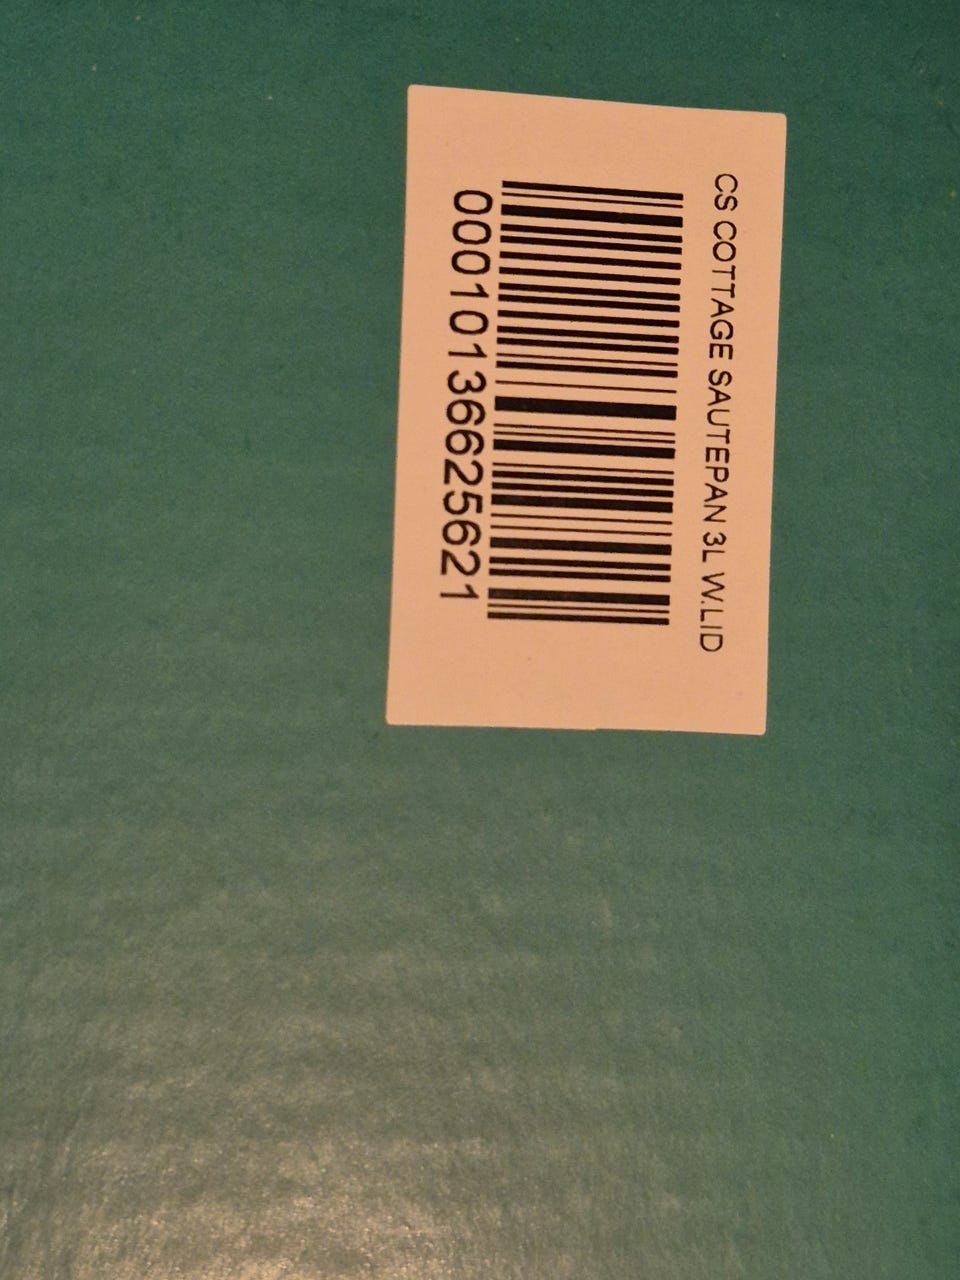 CS COTTAGE SAUTEPAN 3L W.LID
00010136625621